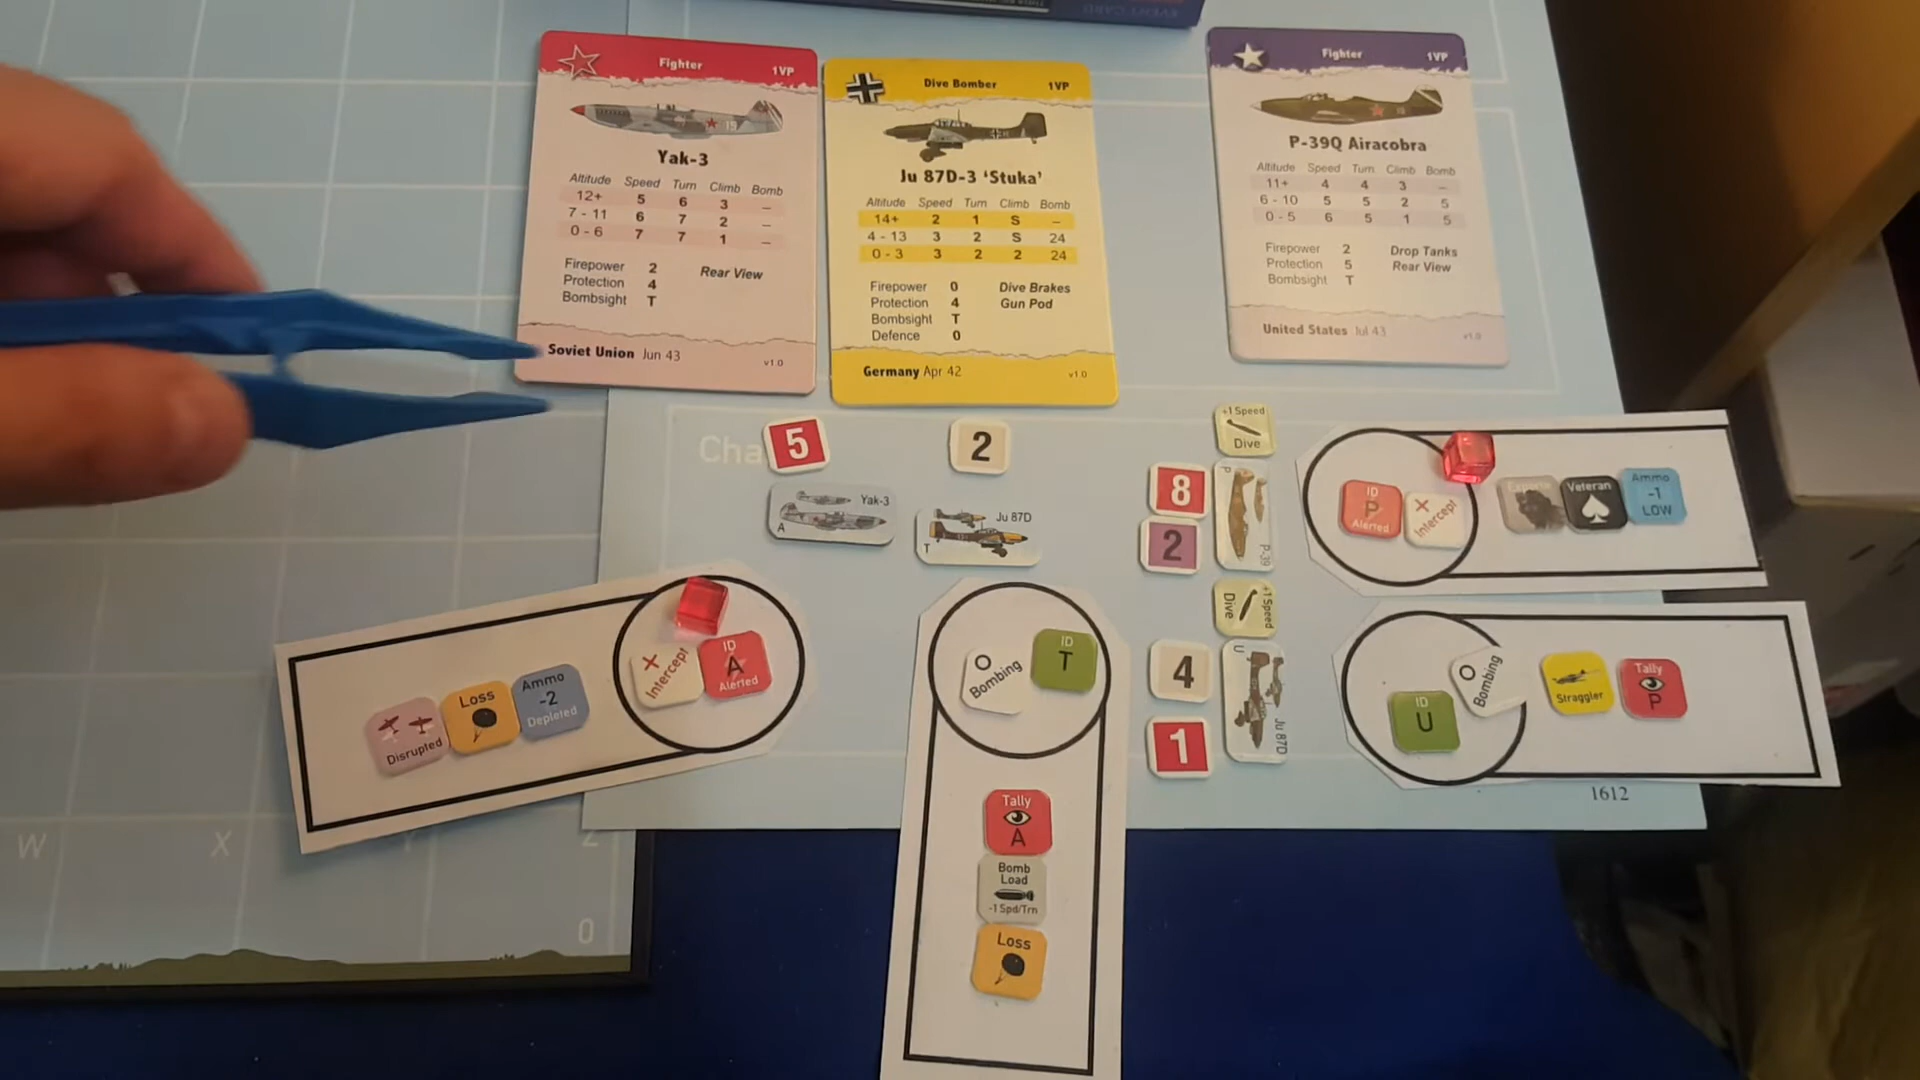 EVENT CARD
Fighter 1VP
Yak-3
Altitude Speed Turn Climb Bomb
12+ 5 6 3 –
7 - 11 6 7 2 –
0 - 6 7 7 1 –
Firepower 2 Rear View
Protection 4
Bombsight T
Soviet Union Jun 43 v1.0
Dive Bomber 1VP
Ju 87D-3 'Stuka'
Altitude Speed Turn Climb Bomb
14+ 2 1 S –
4 - 13 3 2 S 24
0 - 3 3 2 2 24
Firepower 0 Dive Brakes
Protection 4 Gun Pod
Bombsight T
Defence 0
Germany Apr 42 v1.0
Fighter 1VP
P-39Q Airacobra
Altitude Speed Turn Climb Bomb
11+ 4 4 3 –
6 - 10 5 5 2 5
0 - 5 6 5 1 5
Firepower 2 Drop Tanks
Protection 5 Rear View
Bombsight T
United States Jul 43 v1.0
Cha
5
2
Yak-3
A
Ju 87D
T
+1 Speed
Dive
8
2
P
P-39
+1 Speed
Dive
4
1
U
Ju 87D
ID
P
Alerted
Intercept
Veteran
Ammo
-1
LOW
Disrupted
Loss
Ammo
-2
Depleted
Intercept
ID
A
Alerted
Bombing
ID
T
Tally
A
Bomb
Load
-1 Spd/Trn
Loss
ID
U
Bombing
Straggler
Tally
P
1612
W X Z
0